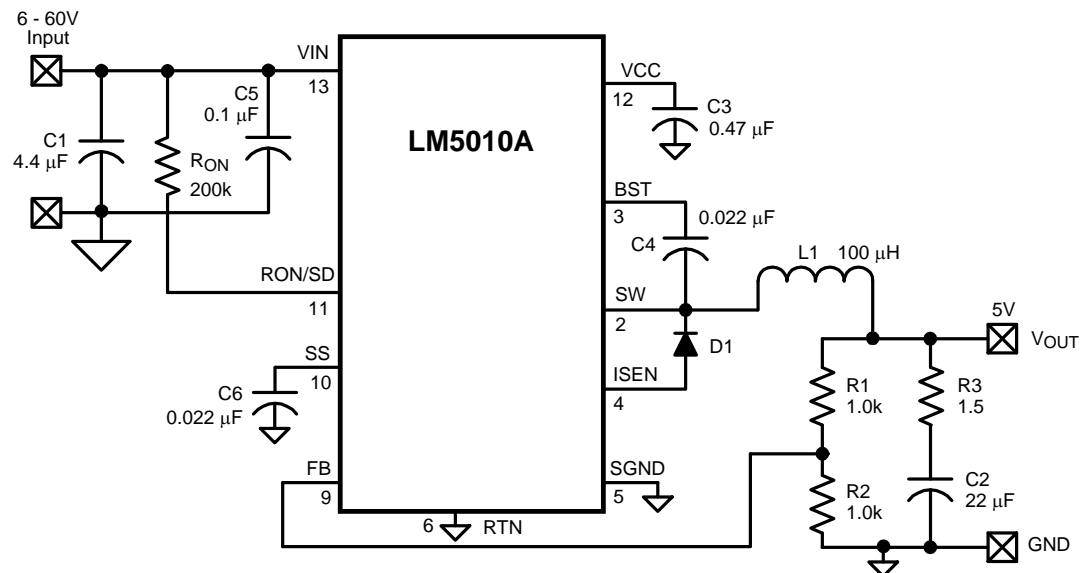 6 - 60V
Input
VIN
13
C5
0.1 µF
C1
4.4 µF
RON
200k
RON/SD
11
SS
10
C6
0.022 µF
FB
9
LM5010A
6
RTN
VCC
12
C3
0.47 µF
BST
3
0.022 µF
C4
L1 100 µH
SW
2
D1
ISEN
4
SGND
5
5V
VOUT
R1
1.0k
R3
1.5
R2
1.0k
C2
22 µF
GND